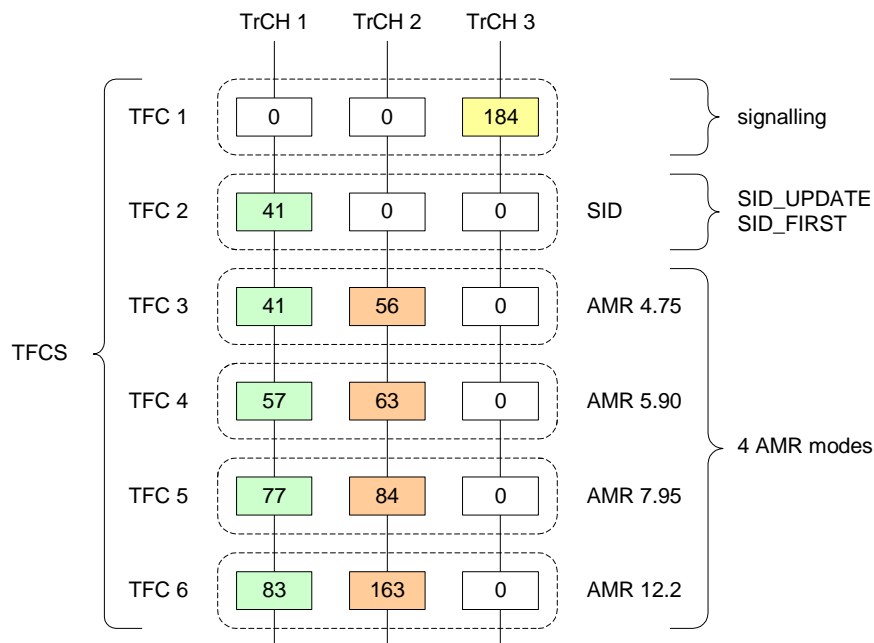 TrCH 1 TrCH 2 TrCH 3
TFC 1 0 0 184 signalling
TFC 2 41 0 0 SID SID_UPDATE
SID_FIRST
TFC 3 41 56 0 AMR 4.75
TFCS
TFC 4 57 63 0 AMR 5.90
4 AMR modes
TFC 5 77 84 0 AMR 7.95
TFC 6 83 163 0 AMR 12.2